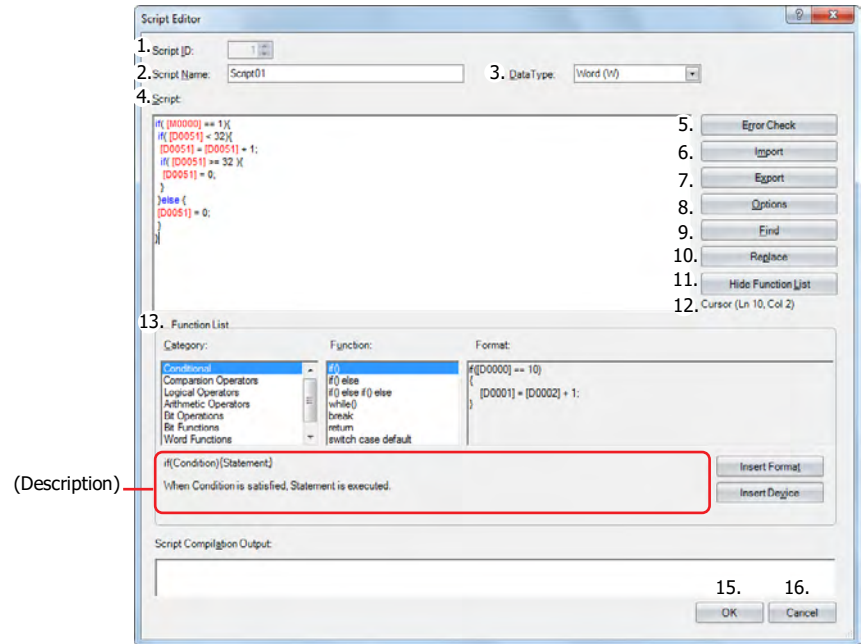 Script Editor
1. Script ID: 1
2. Script Name: Script01 3. DataType: Word (W)
4. Script:
if( [M0000] == 1){
if( [D0051] < 32){
[D0051] = [D0051] + 1;
if( [D0051] >= 32 ){
[D0051] = 0;
}
}else {
[D0051] = 0;
}
}
5. Error Check
6. Import
7. Export
8. Options
9. Find
10. Replace
11. Hide Function List
12. Cursor (Ln 10, Col 2)
13. Function List
Category: Function: Format:
Conditional
Comparsion Operators
Logical Operators
Arithmetic Operators
Bit Operations
Bit Functions
Word Functions
if()
if() else
if() else if() else
while()
break
return
switch case default
if([D0000] == 10)
{
[D0001] = [D0002] + 1;
}
(Description)
if(Condition){Statement;}
When Condition is satisfied, Statement is executed.
Insert Format
Insert Device
Script Compilation Output:
15. 16.
OK Cancel